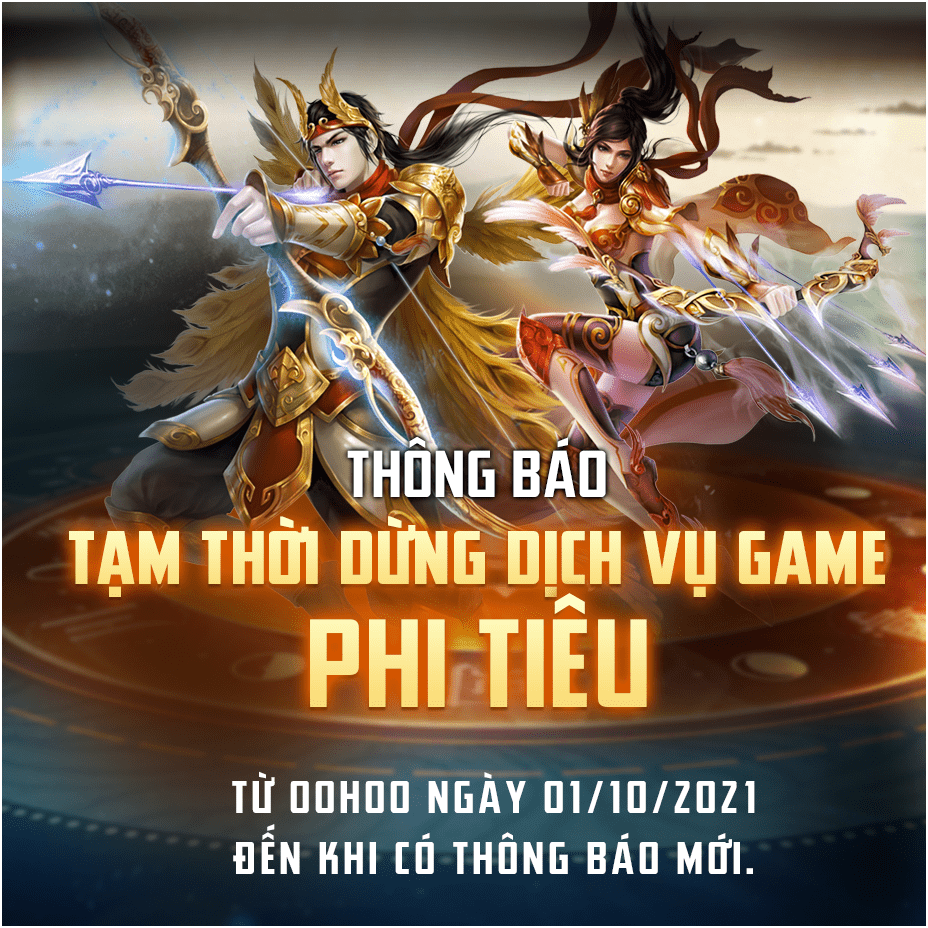 THÔNG BÁO
TẠM THỜI DỪNG DỊCH VỤ GAME
PHI TIÊU
TỪ 00H00 NGÀY 01/10/2021
ĐẾN KHI CÓ THÔNG BÁO MỚI.